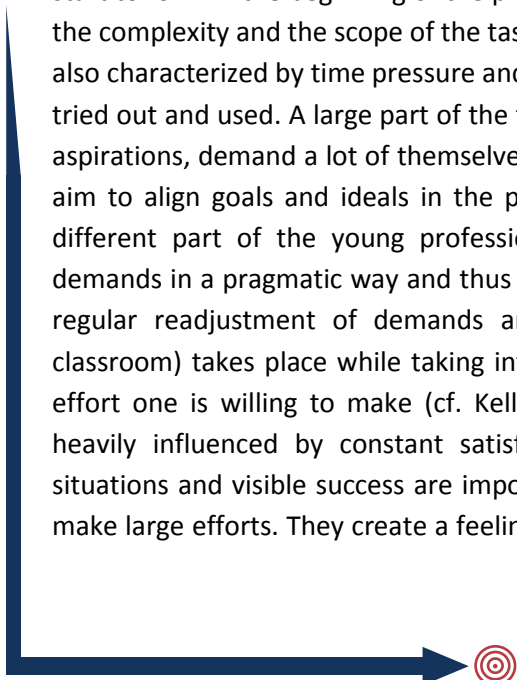 the complexity and the scope of the tas
also characterized by time pressure and
tried out and used. A large part of the
aspirations, demand a lot of themselve
aim to align goals and ideals in the p
different part of the young professi
demands in a pragmatic way and thus
regular readjustment of demands a
classroom) takes place while taking in
effort one is willing to make (cf. Kell
heavily influenced by constant satisf
situations and visible success are impo
make large efforts. They create a feelin